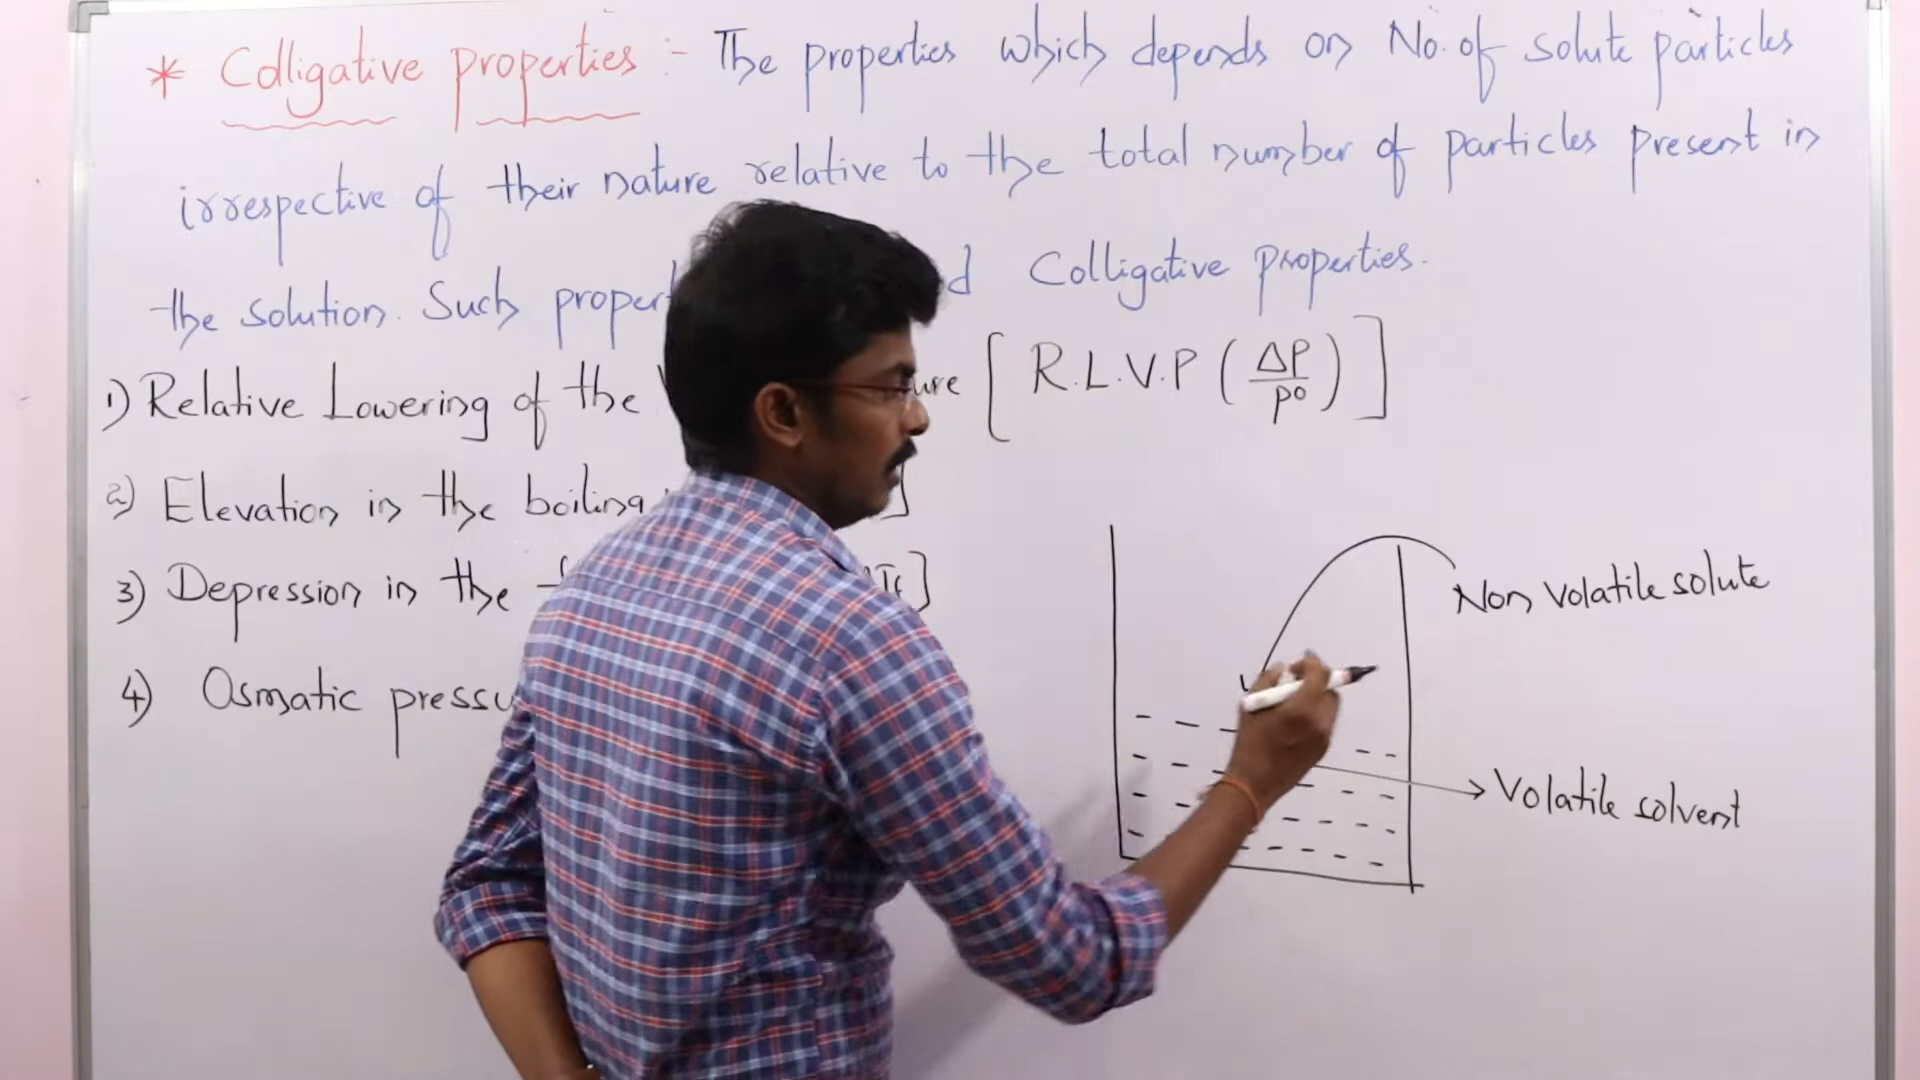 * Colligative properties :- The properties which depends on No. of solute particles
irrespective of their nature relative to the total number of particles present in
the solution. Such Colligative properties.
1) Relative Lowering of the [R.L.V.P (ΔP/P°)]
2) Elevation in the boiling
3) Depression in the
4) Osmatic
Non volatile solute
Volatile solvent